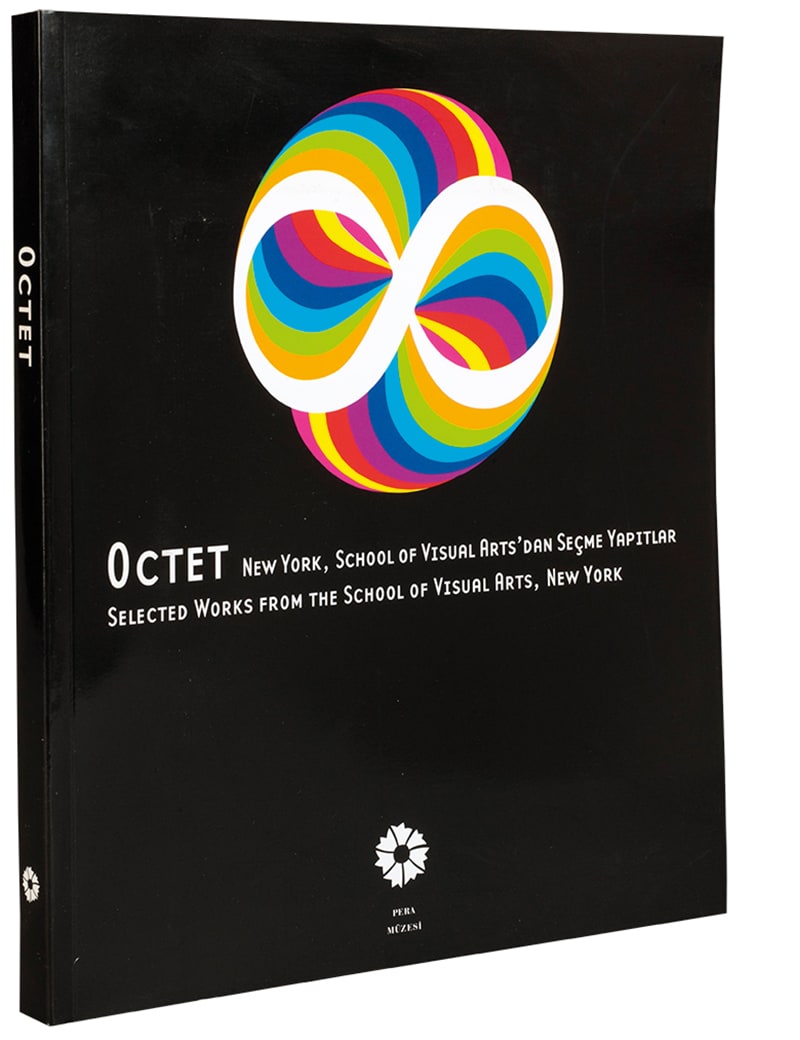 OCTET
OCTET NEW YORK, SCHOOL OF VISUAL ARTS'DAN SEÇME YAPITLAR
SELECTED WORKS FROM THE SCHOOL OF VISUAL ARTS, NEW YORK
PERA
MÜZESİ